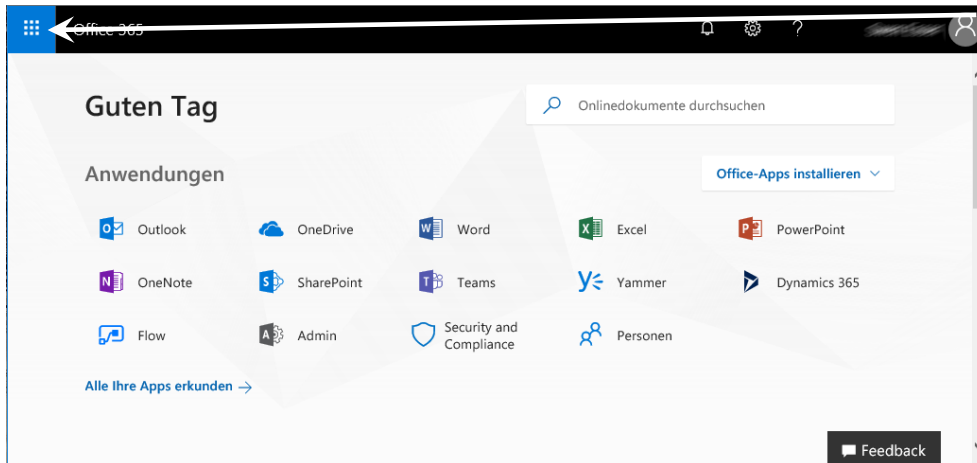 Office 365
Guten Tag
Onlinedokumente durchsuchen
Anwendungen
Office-Apps installieren
Outlook
OneDrive
Word
Excel
PowerPoint
OneNote
SharePoint
Teams
Yammer
Dynamics 365
Flow
Admin
Security and
Compliance
Personen
Alle Ihre Apps erkunden →
Feedback